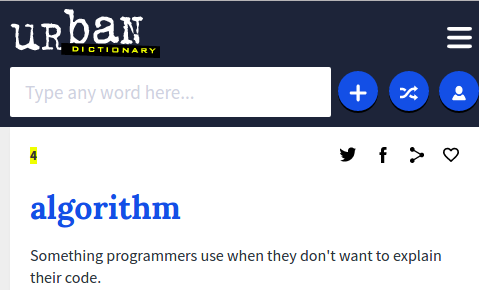 urban
DICTIONARY
Type any word here...
4
algorithm
Something programmers use when they don't want to explain
their code.